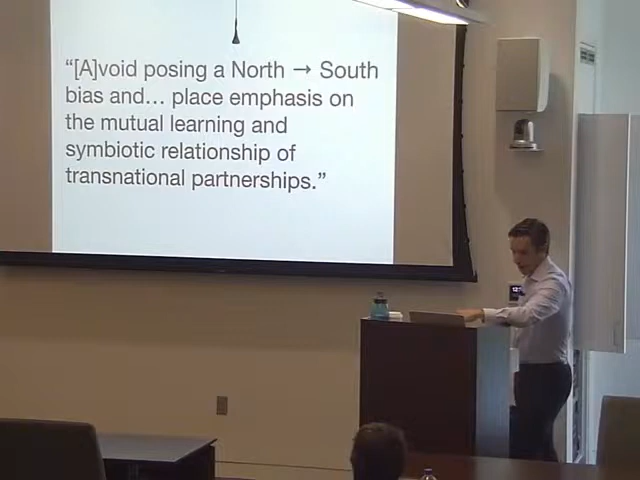 “[A]void posing a North → South
bias and… place emphasis on
the mutual learning and
symbiotic relationship of
transnational partnerships.”